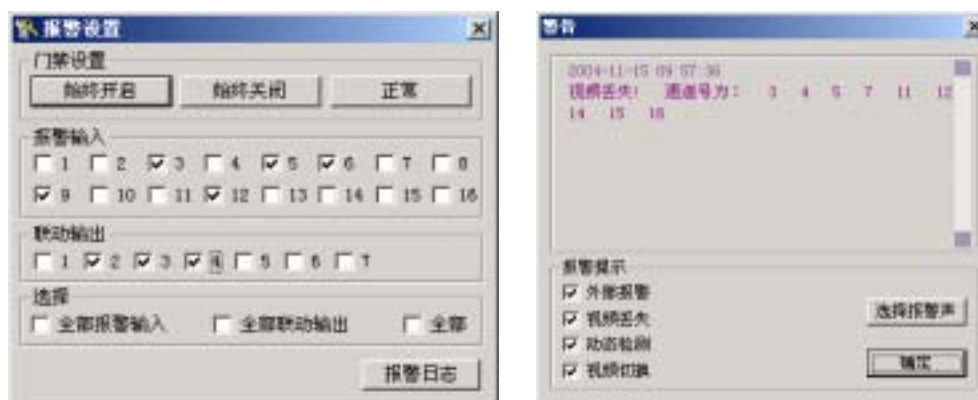 报警设置
门禁设置
始终开启 始终关闭 正常
报警输入
1 2 3 4 5 6 7 8
9 10 11 12 13 14 15 16
联动输出
1 2 3 4 5 6 7
选择
全部报警输入 全部联动输出 全部
报警日志
警告
2004-11-15 09:57:36
视频丢失! 通道号为: 3 4 5 7 11 12
14 15 16
报警提示
外部报警
视频丢失
动态检测
视频切换
选择报警声
确定